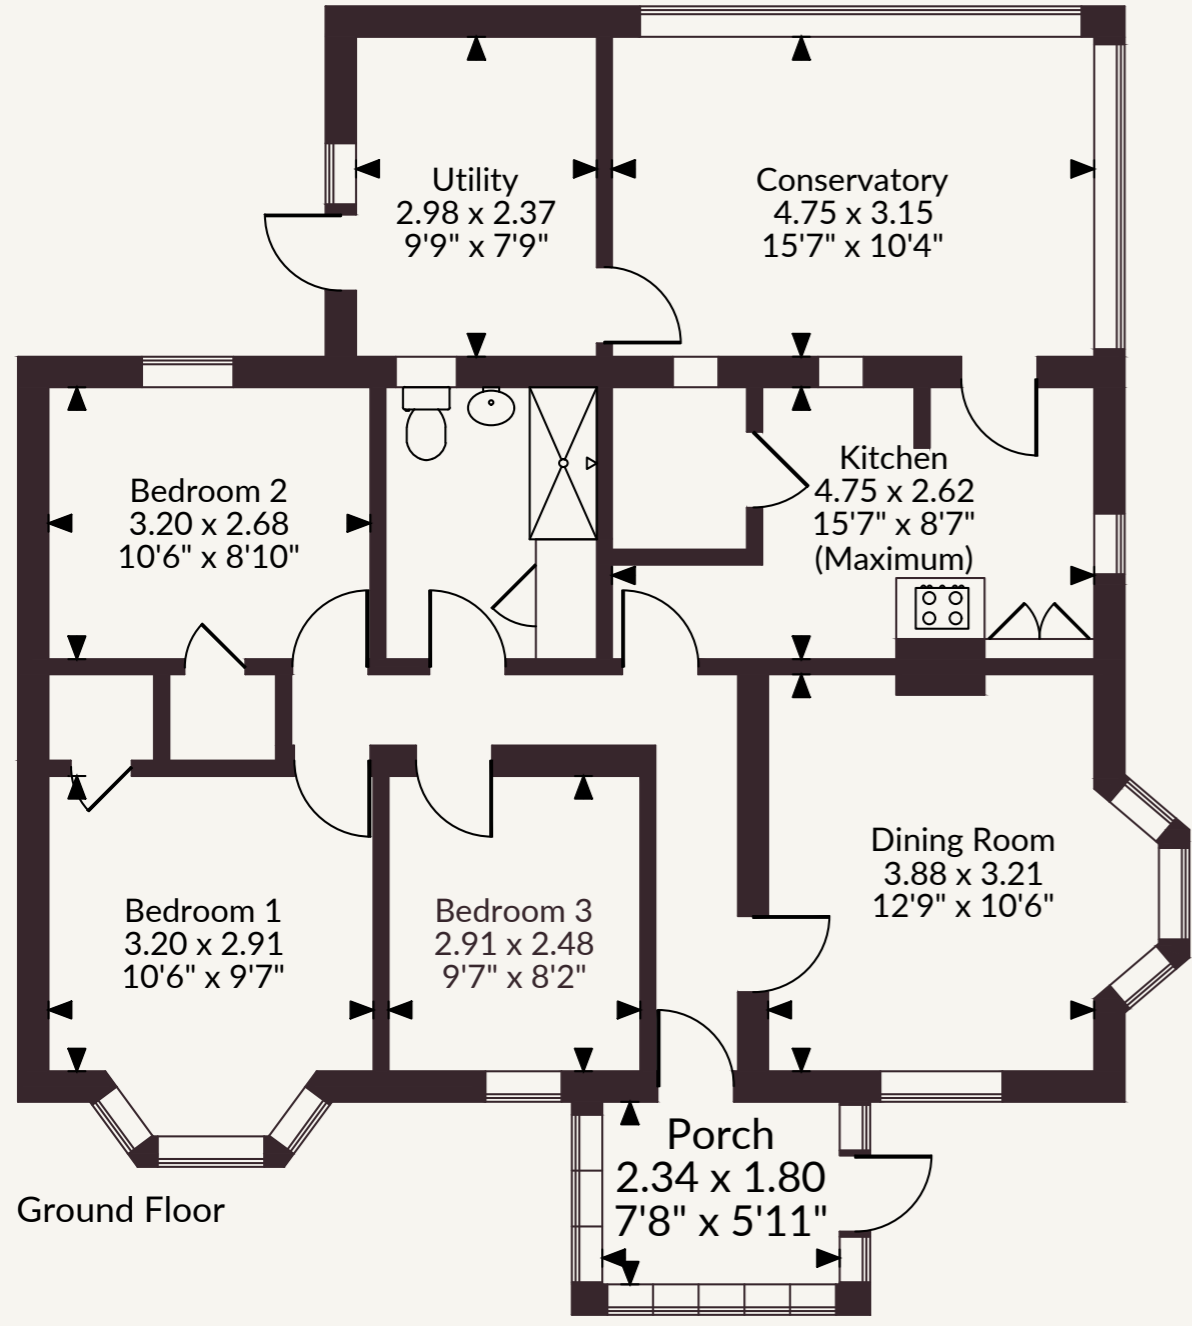 Utility
2.98 x 2.37
9'9" x 7'9"
Conservatory
4.75 x 3.15
15'7" x 10'4"
Bedroom 2
3.20 x 2.68
10'6" x 8'10"
Kitchen
4.75 x 2.62
15'7" x 8'7"
(Maximum)
Dining Room
3.88 x 3.21
12'9" x 10'6"
Bedroom 1
3.20 x 2.91
10'6" x 9'7"
Bedroom 3
2.91 x 2.48
9'7" x 8'2"
Porch
2.34 x 1.80
7'8" x 5'11"
Ground Floor